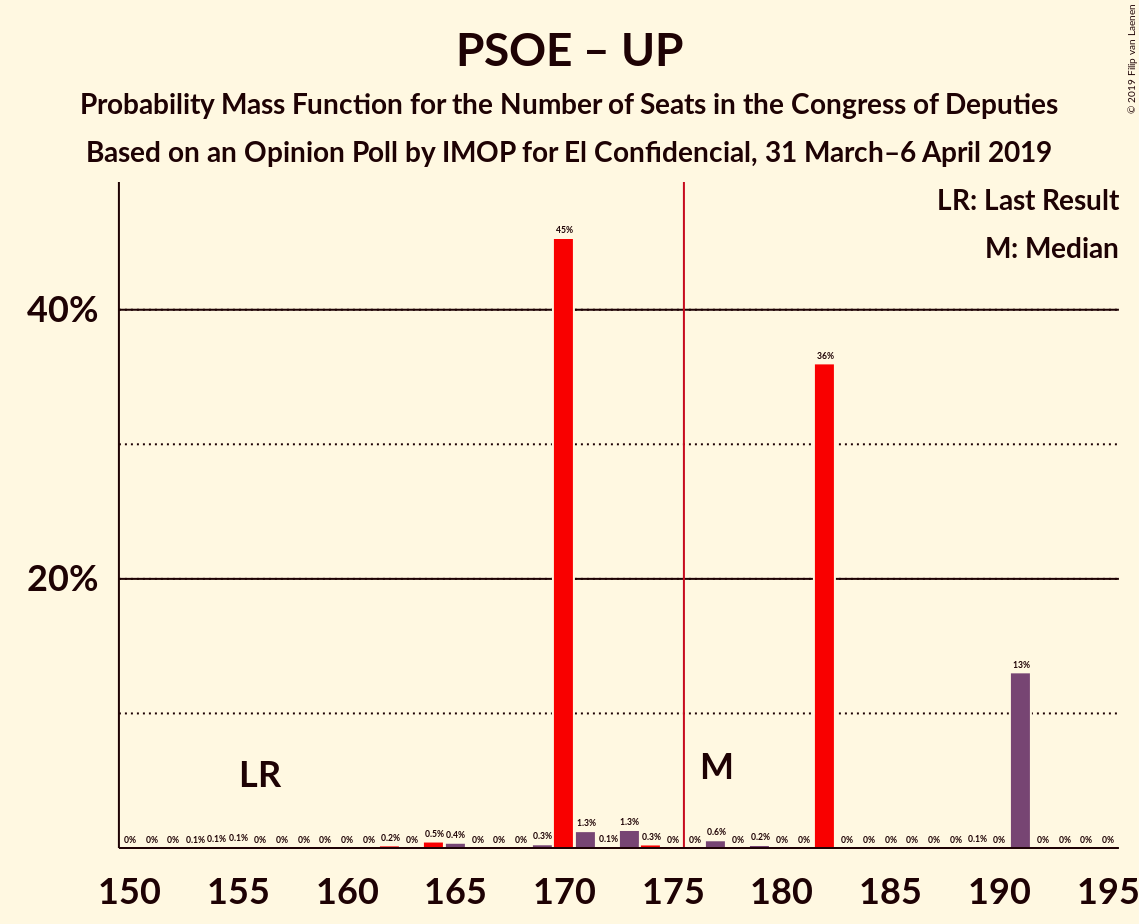 PSOE – UP
Probability Mass Function for the Number of Seats in the Congress of Deputies
Based on an Opinion Poll by IMOP for El Confidencial, 31 March–6 April 2019
© 2019 Filip van Laenen
LR: Last Result
M: Median
40%
20%
45%
36%
13%
LR
M
0% 0% 0% 0.1% 0.1% 0.1% 0% 0% 0% 0% 0% 0% 0.2% 0% 0.5% 0.4% 0% 0% 0% 0.3% 1.3% 0.1% 1.3% 0.3% 0% 0% 0.6% 0% 0.2% 0% 0% 0% 0% 0% 0% 0% 0% 0.1% 0% 0% 0% 0% 0%
150 155 160 165 170 175 180 185 190 195